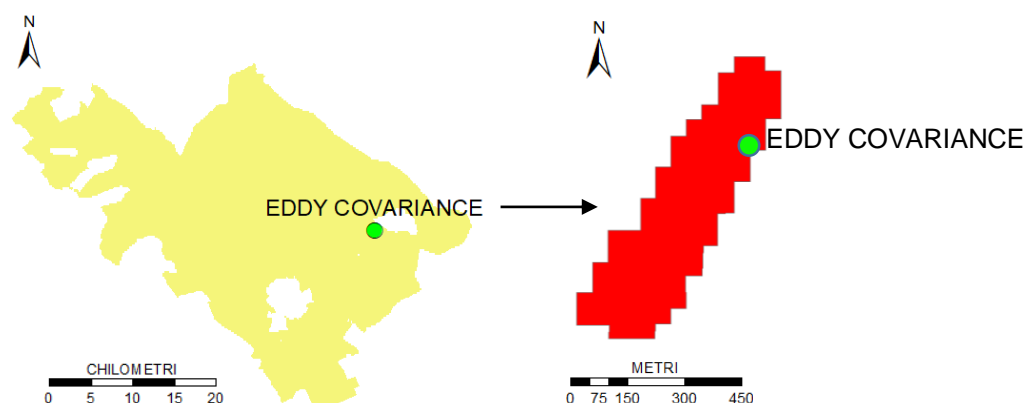 N
EDDY COVARIANCE
CHILOMETRI
0 5 10 15 20
N
EDDY COVARIANCE
METRI
0 75 150 300 450